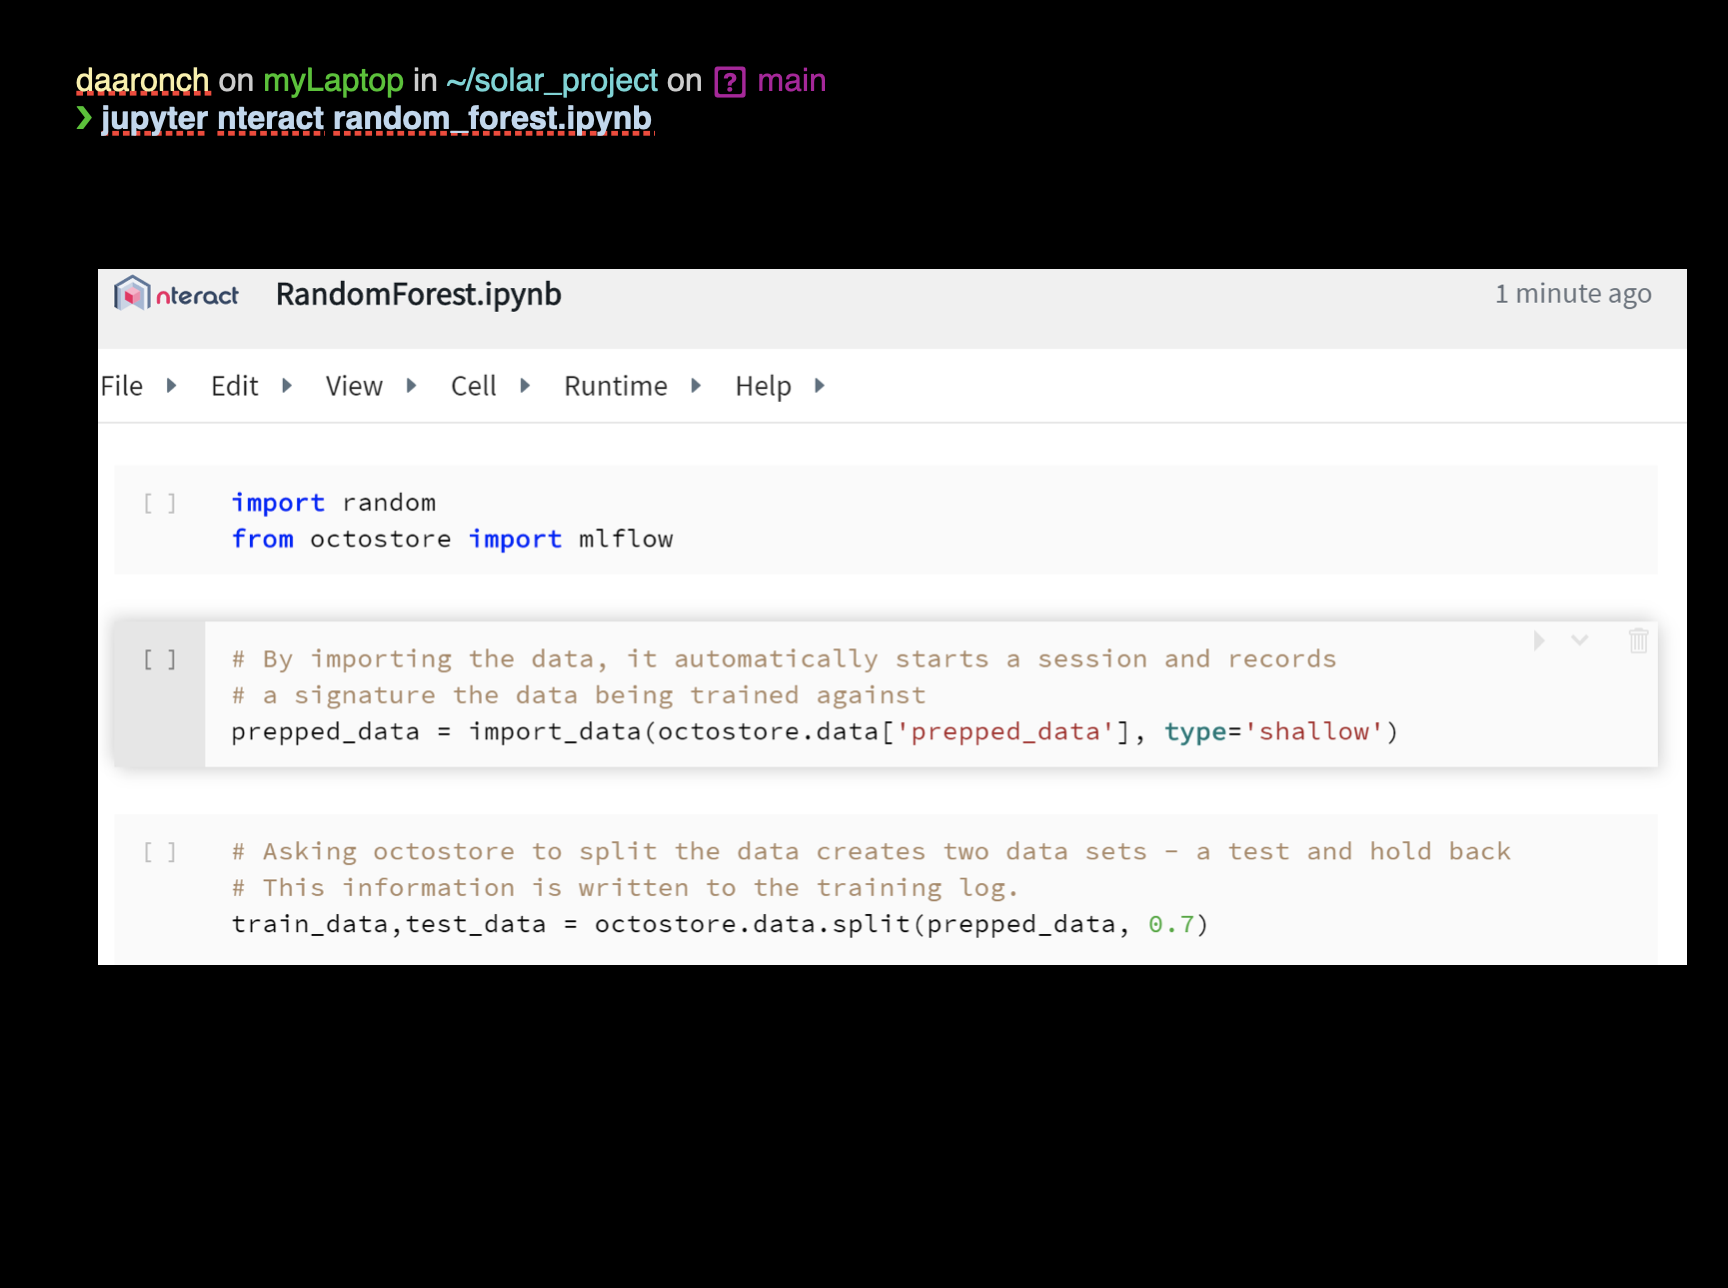 daaronch on myLaptop in ~/solar_project on ? main
❯ jupyter nteract random_forest.ipynb
nteract RandomForest.ipynb 1 minute ago
File Edit View Cell Runtime Help
[ ] import random
from octostore import mlflow
[ ] # By importing the data, it automatically starts a session and records
# a signature the data being trained against
prepped_data = import_data(octostore.data['prepped_data'], type='shallow')
[ ] # Asking octostore to split the data creates two data sets - a test and hold back
# This information is written to the training log.
train_data,test_data = octostore.data.split(prepped_data, 0.7)